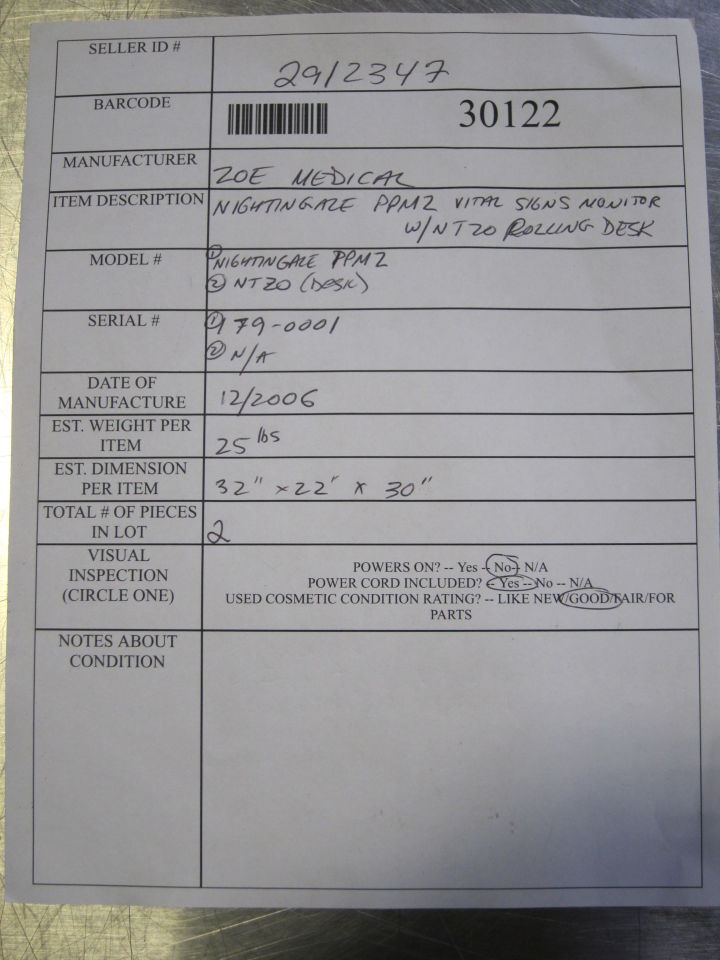 SELLER ID #
2912347
BARCODE
30122
MANUFACTURER
ZOE MEDICAL
ITEM DESCRIPTION
NIGHTINGALE PPM2 VITAL SIGNS MONITOR
W/NTZO ROLLING DESK
MODEL #
① NIGHTINGALE PPM2
② NTZO (DESK)
SERIAL #
① 979-0001
② N/A
DATE OF
MANUFACTURE
12/2006
EST. WEIGHT PER
ITEM
25 lbs
EST. DIMENSION
PER ITEM
32" x 22" x 30"
TOTAL # OF PIECES
IN LOT
2
VISUAL
INSPECTION
(CIRCLE ONE)
POWERS ON? -- Yes -- No -- N/A
POWER CORD INCLUDED? -- Yes -- No -- N/A
USED COSMETIC CONDITION RATING? -- LIKE NEW/GOOD/FAIR/FOR
PARTS
NOTES ABOUT
CONDITION